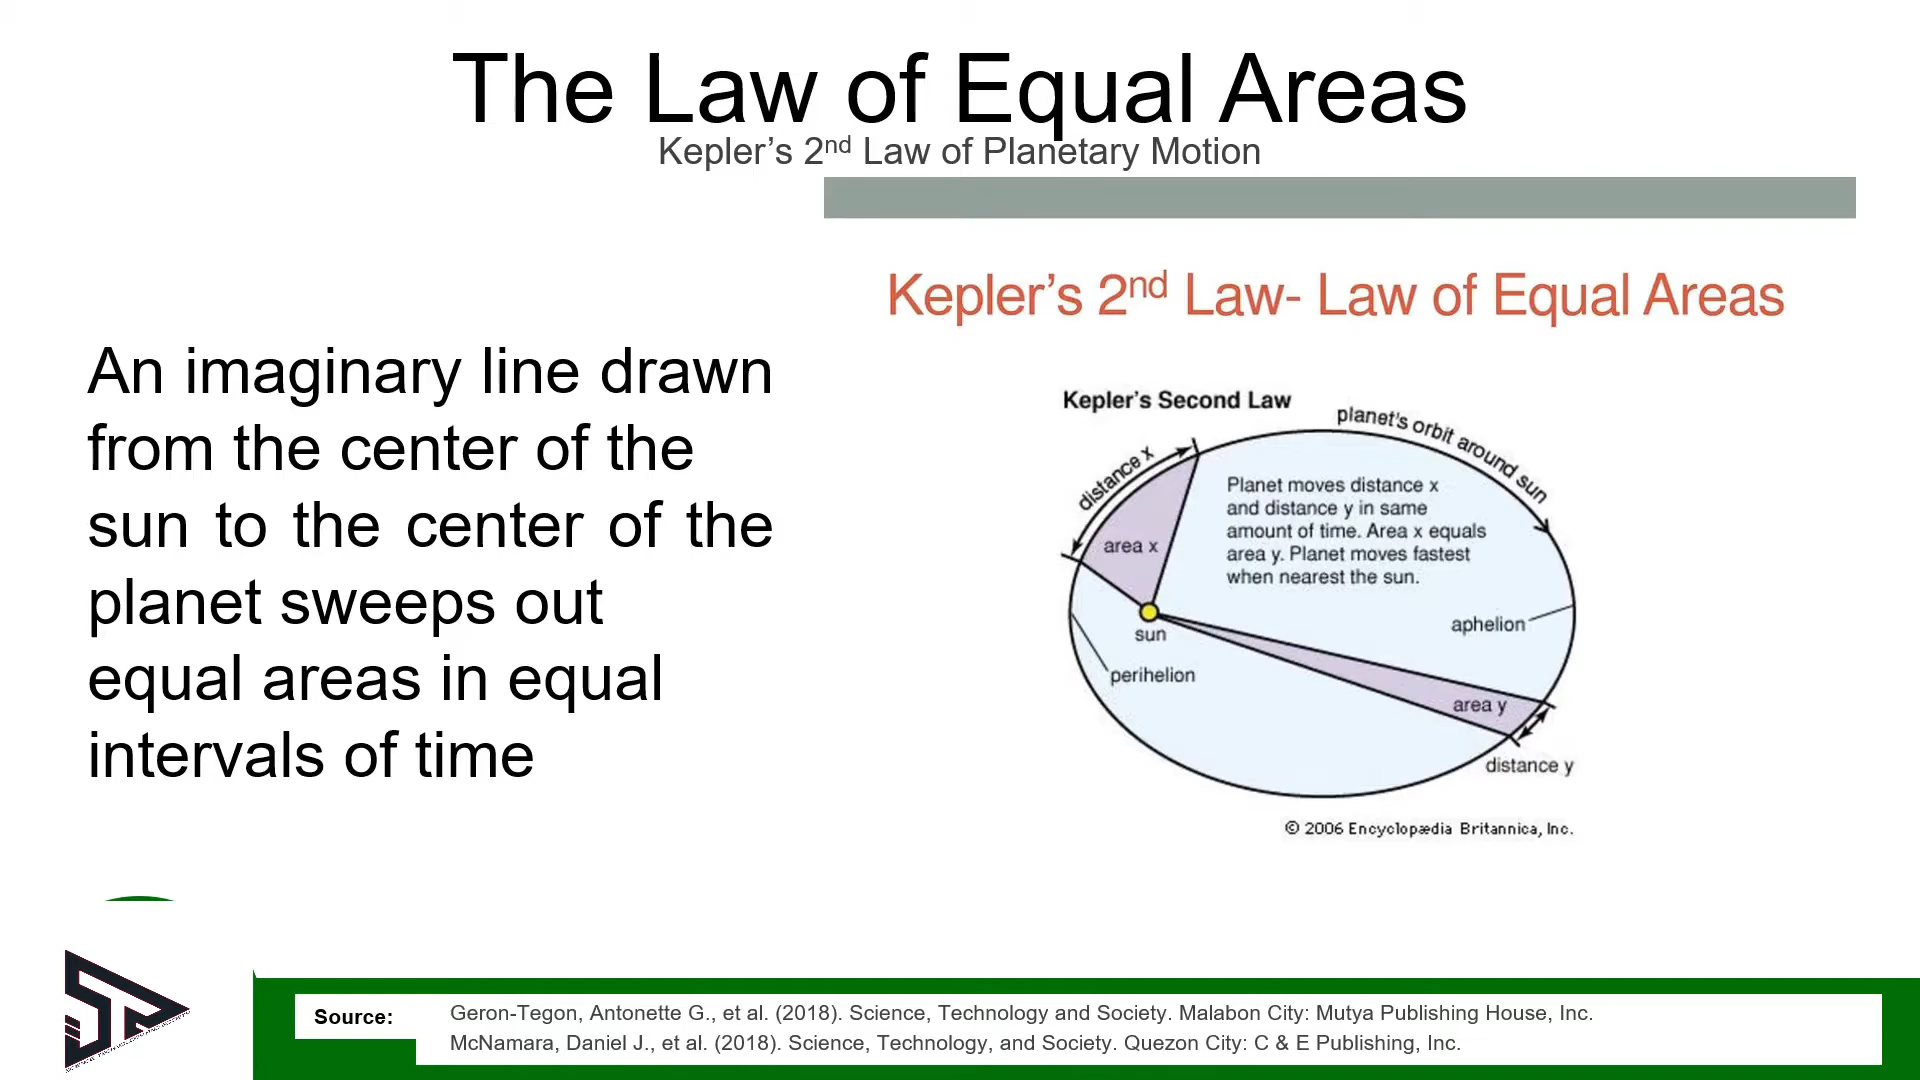 The Law of Equal Areas
Kepler’s 2nd Law of Planetary Motion
Kepler’s 2nd Law- Law of Equal Areas
An imaginary line drawn
from the center of the
sun to the center of the
planet sweeps out
equal areas in equal
intervals of time
Kepler's Second Law
planet's orbit around sun
distance x
Planet moves distance x
and distance y in same
amount of time. Area x equals
area y. Planet moves fastest
when nearest the sun.
area x
aphelion
sun
perihelion
area y
distance y
© 2006 Encyclopædia Britannica, Inc.
Source:
Geron-Tegon, Antonette G., et al. (2018). Science, Technology and Society. Malabon City: Mutya Publishing House, Inc.
McNamara, Daniel J., et al. (2018). Science, Technology, and Society. Quezon City: C & E Publishing, Inc.